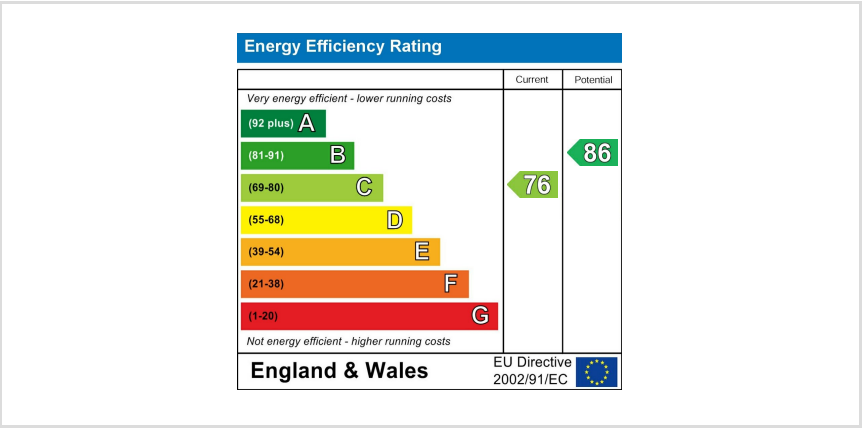 Energy Efficiency Rating
Current Potential
Very energy efficient - lower running costs
(92 plus) A
(81-91) B
86
(69-80) C
76
(55-68) D
(39-54) E
(21-38) F
(1-20) G
Not energy efficient - higher running costs
England & Wales
EU Directive
2002/91/EC